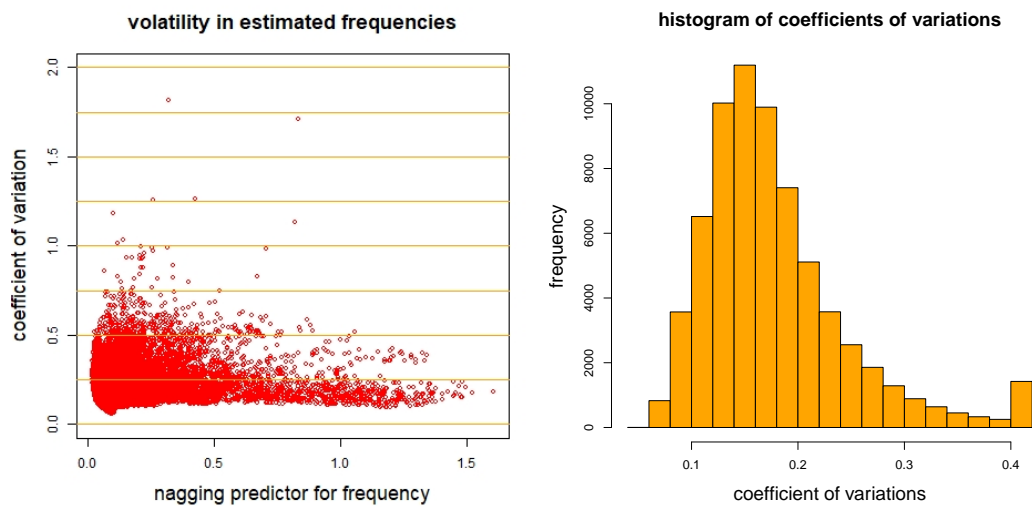 volatility in estimated frequencies
coefficient of variation
2.0
1.5
1.0
0.5
0.0
0.0 0.5 1.0 1.5
nagging predictor for frequency
histogram of coefficients of variations
frequency
10000
8000
6000
4000
2000
0
0.1 0.2 0.3 0.4
coefficient of variations